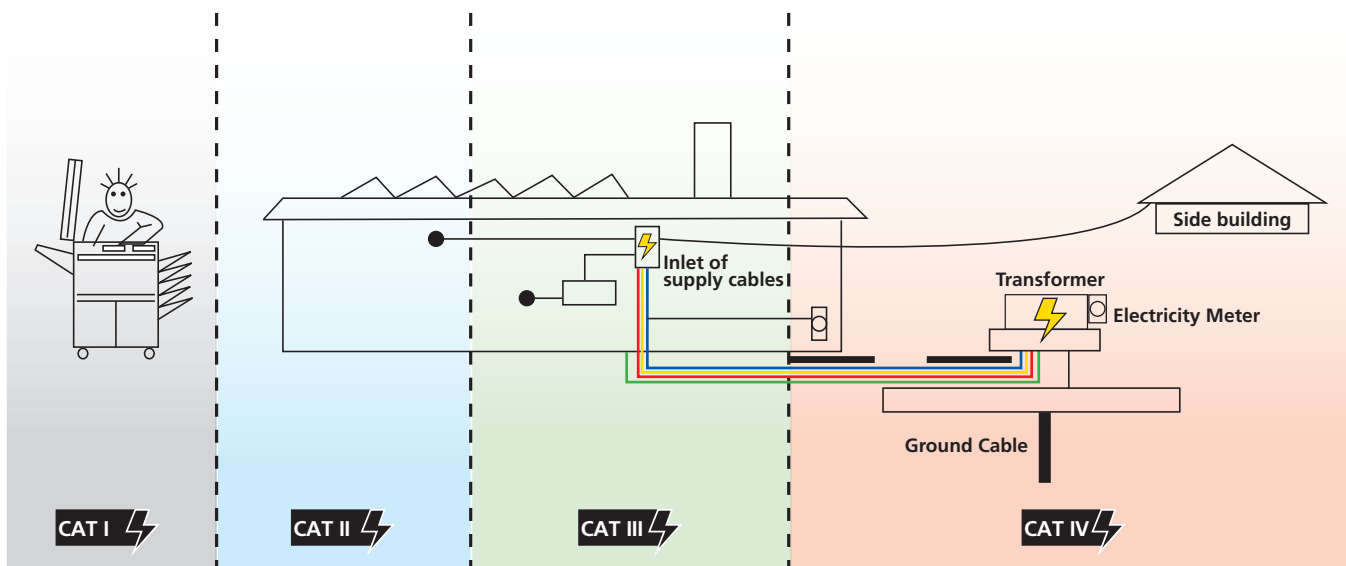 Side building
Inlet of
supply cables
Transformer
Electricity Meter
Ground Cable
CAT I
CAT II
CAT III
CAT IV